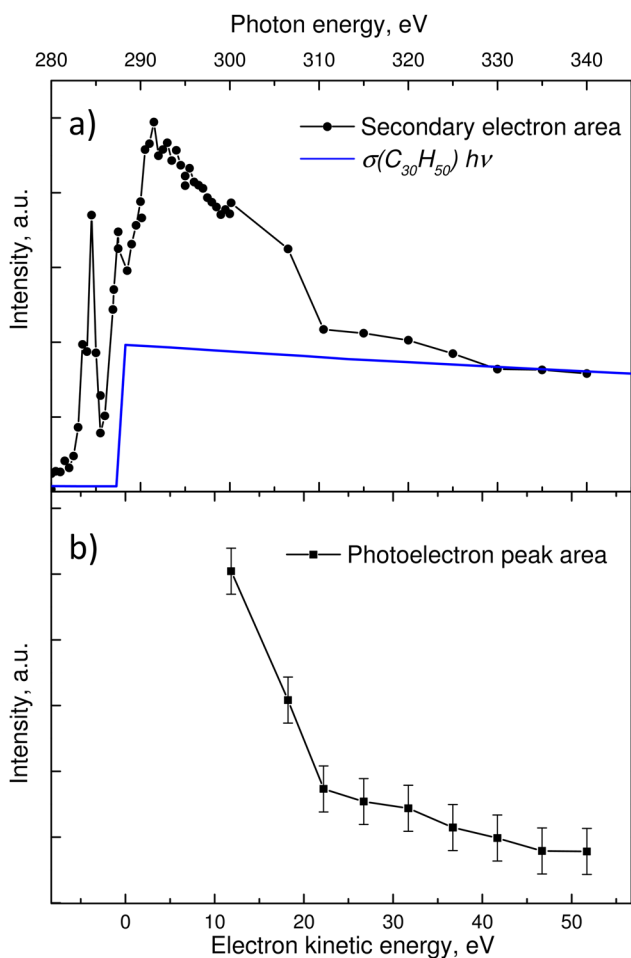 Photon energy, eV
280 290 300 310 320 330 340
a)
Secondary electron area
σ(C₃₀H₅₀) hν
Intensity, a.u.
b)
Photoelectron peak area
Intensity, a.u.
0 10 20 30 40 50
Electron kinetic energy, eV